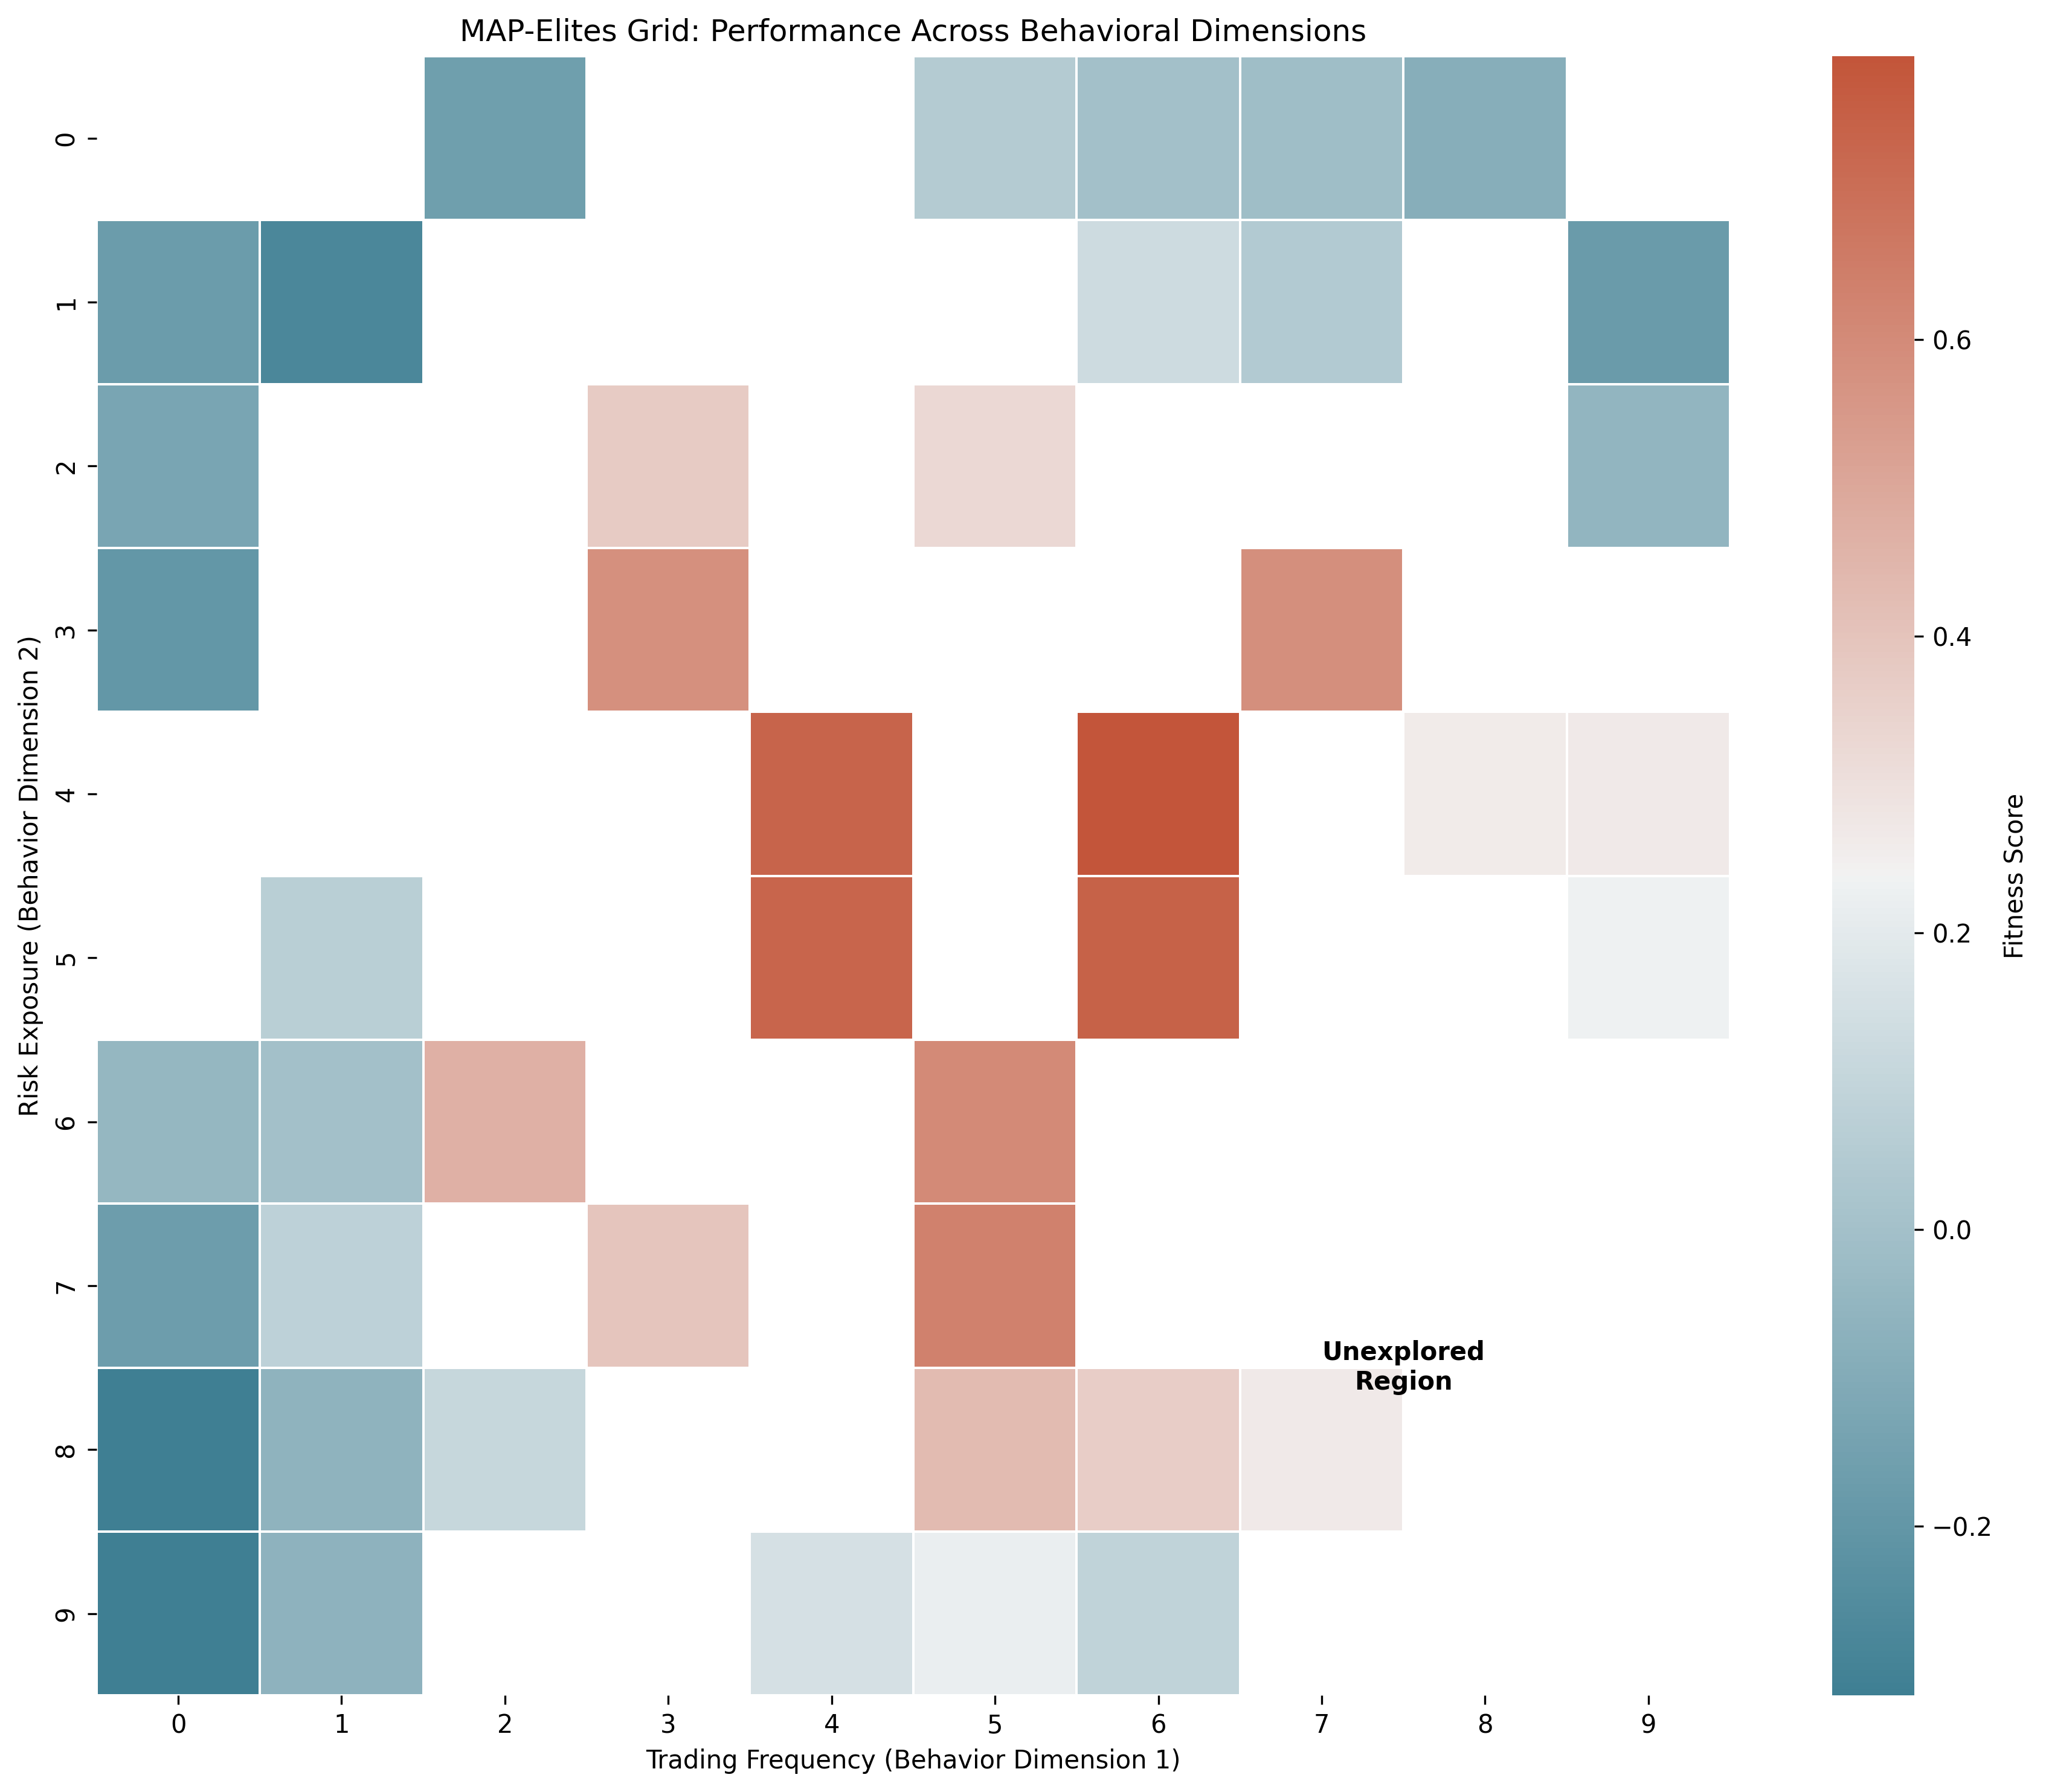 MAP-Elites Grid: Performance Across Behavioral Dimensions
Risk Exposure (Behavior Dimension 2)
0
1
2
3
4
5
6
7
8
9
Unexplored
Region
0 1 2 3 4 5 6 7 8 9
Trading Frequency (Behavior Dimension 1)
0.6
0.4
0.2
0.0
−0.2
Fitness Score